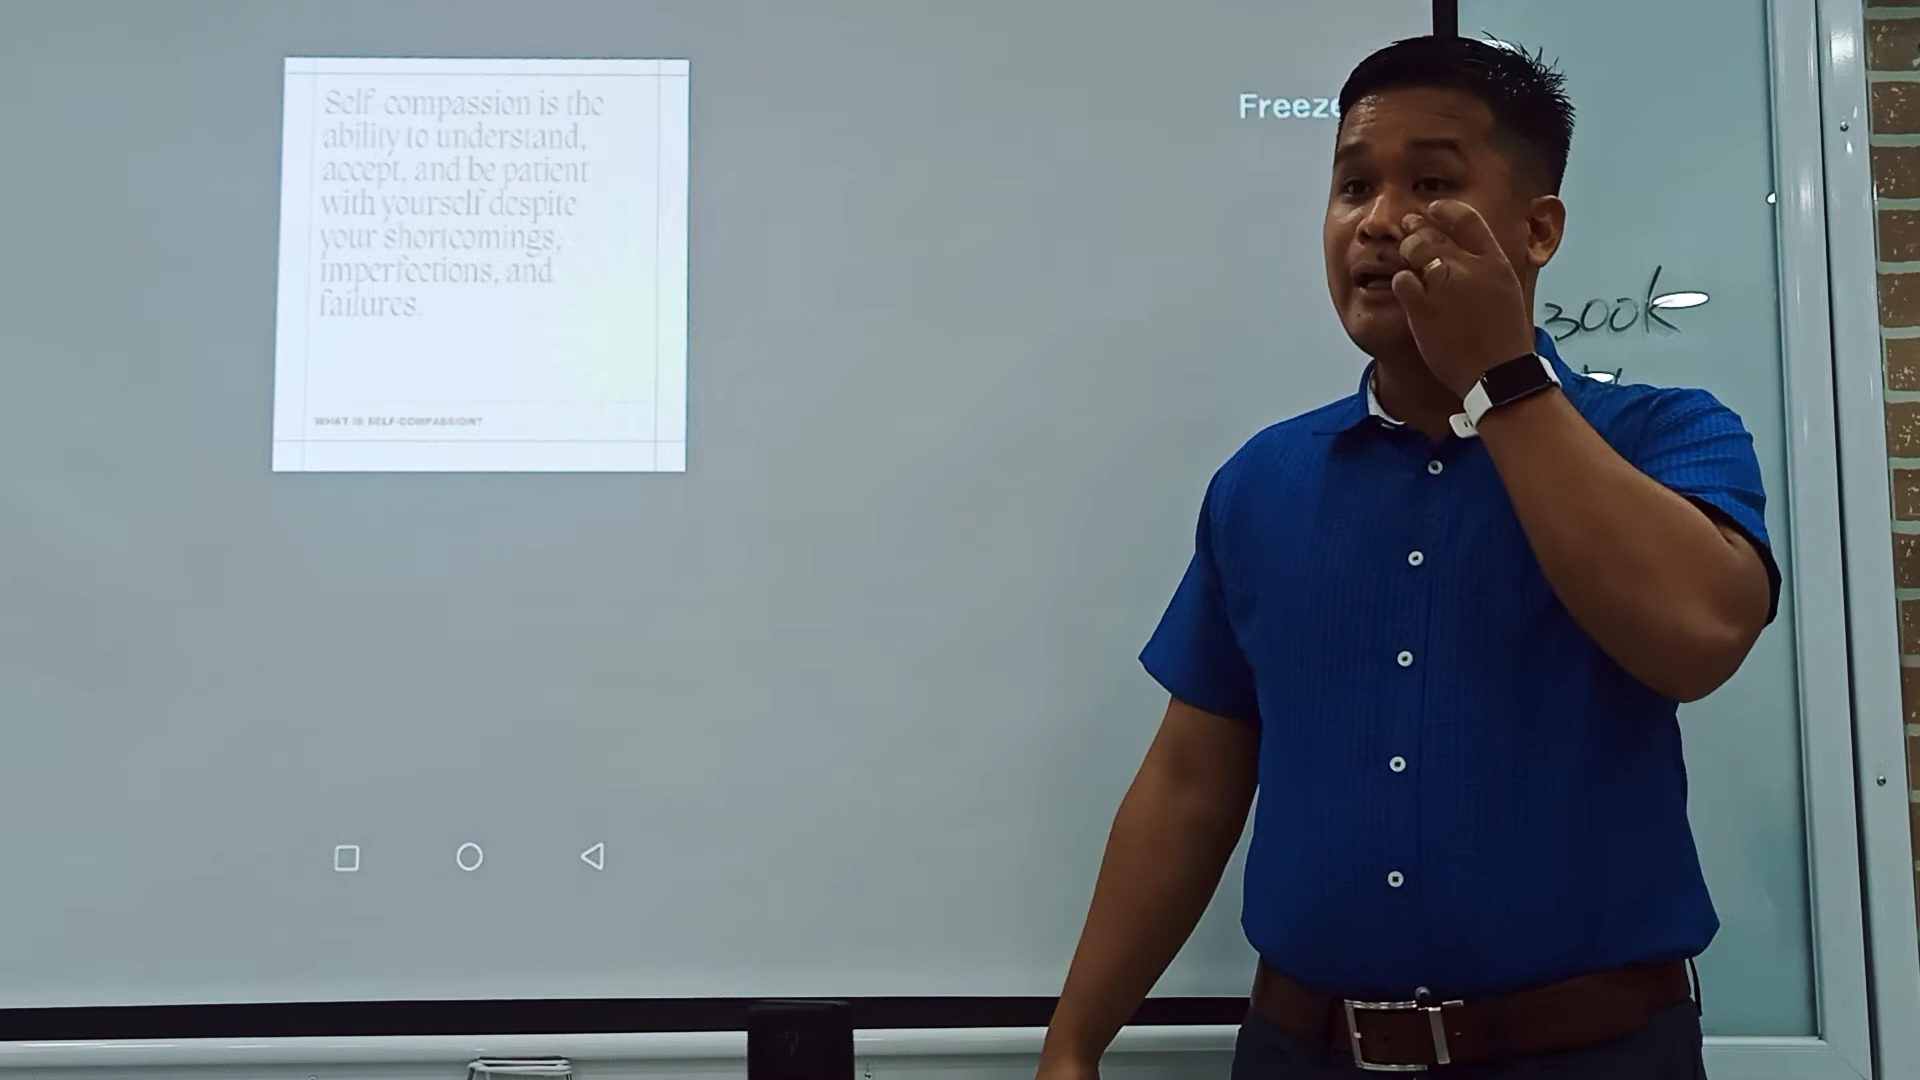 Self-compassion is the
ability to understand,
accept, and be patient
with yourself despite
your shortcomings,
imperfections, and
failures.
WHAT IS SELF-COMPASSION?
Freeze
300k